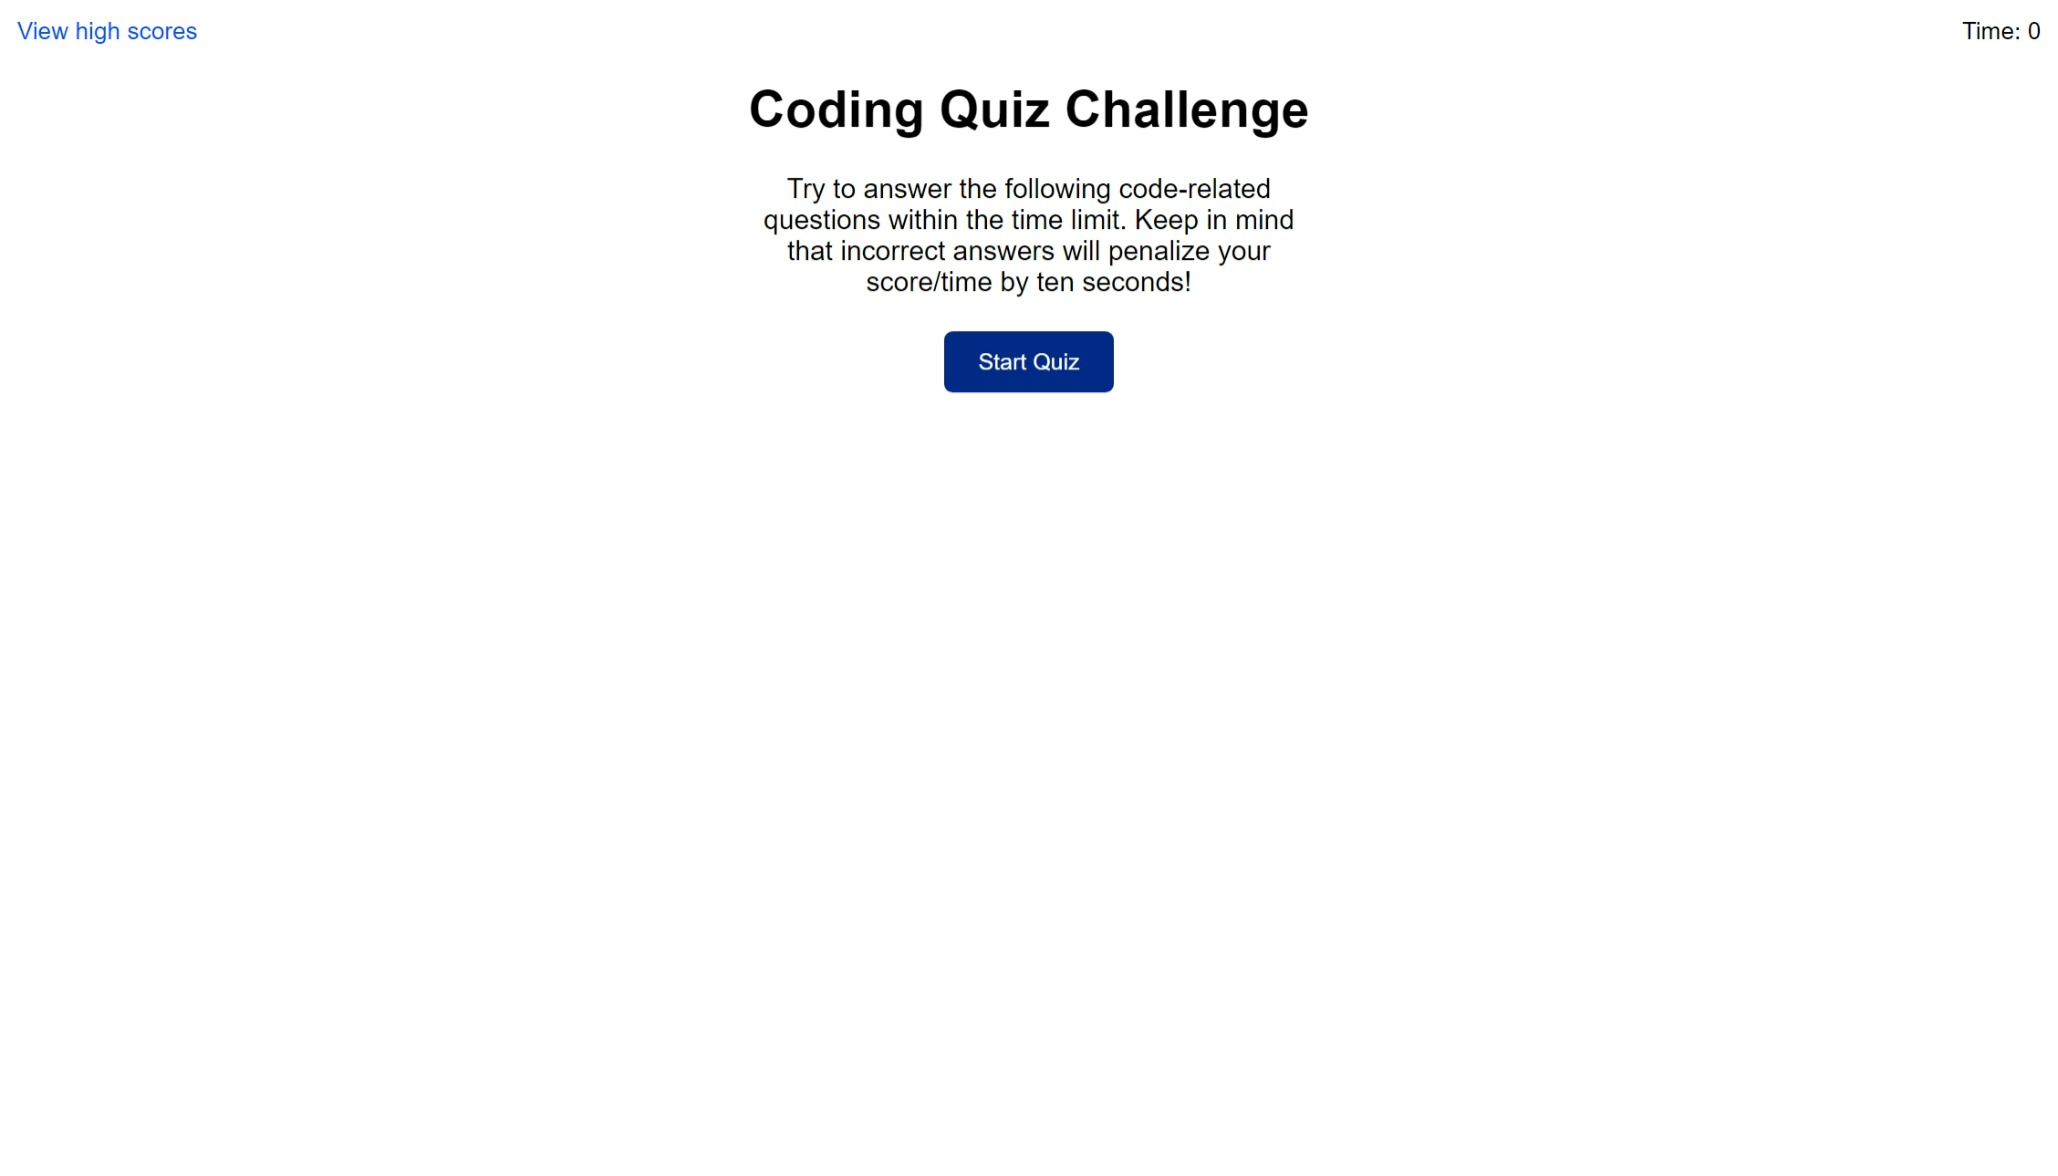 View high scores
Time: 0
Coding Quiz Challenge
Try to answer the following code-related
questions within the time limit. Keep in mind
that incorrect answers will penalize your
score/time by ten seconds!
Start Quiz